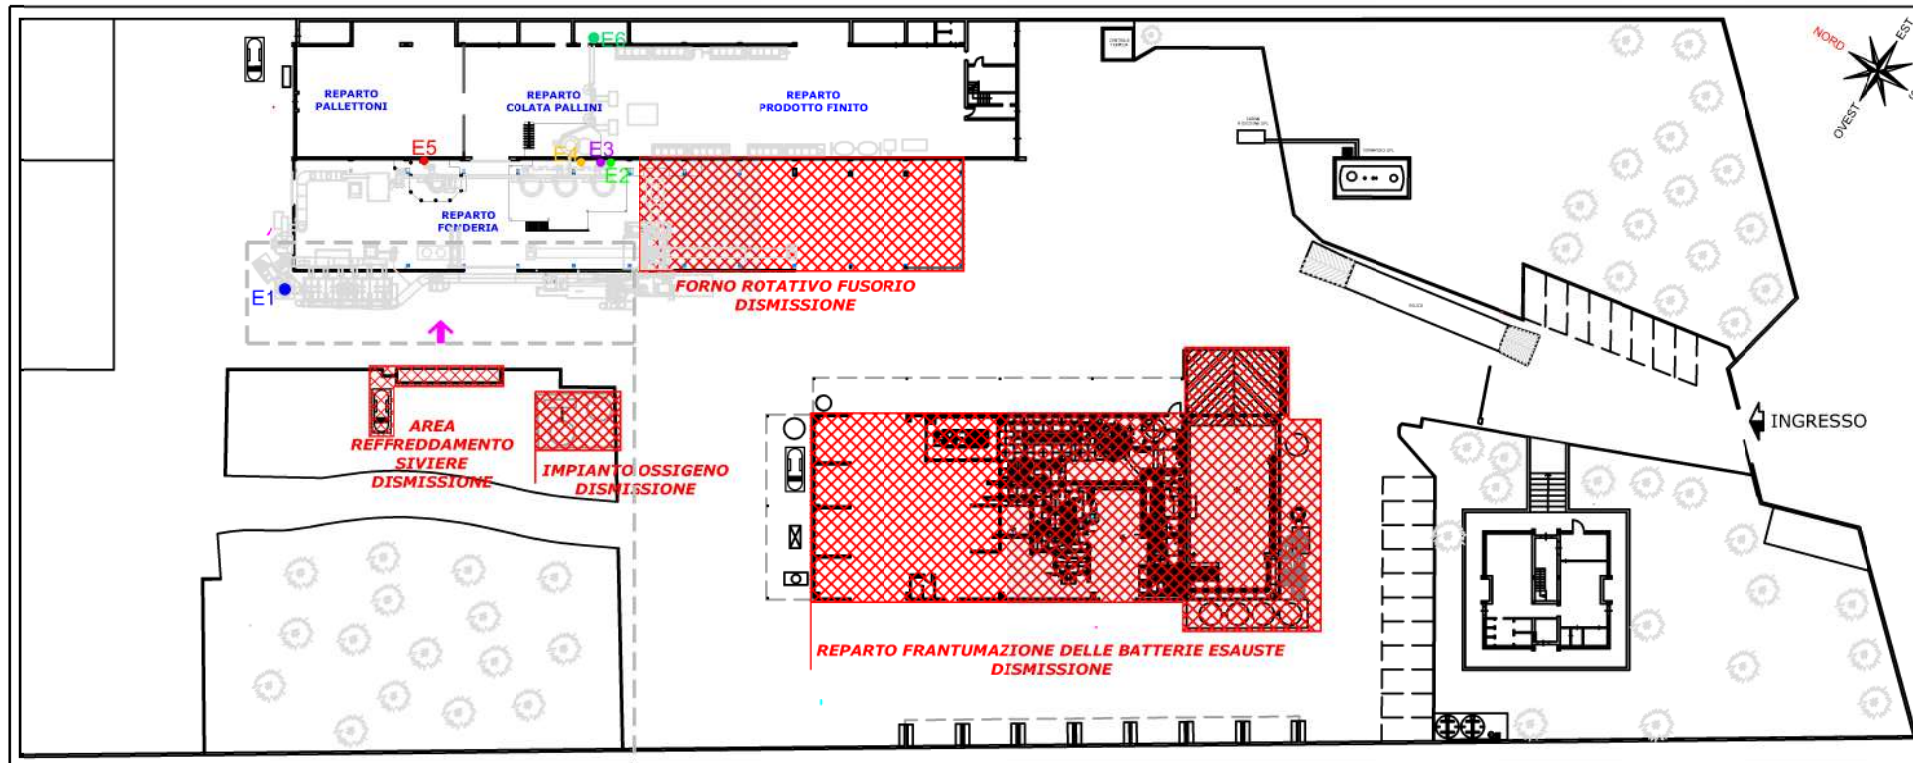 NORD
EST
OVEST
E6
REPARTO
PALLETTONI
REPARTO
COLATA PALLINI
REPARTO
PRODOTTO FINITO
E5
E4
E3
E2
REPARTO
FONDERIA
E1
FORNO ROTATIVO FUSORIO
DISMISSIONE
AREA
REFFREDDAMENTO
SIVIERE
DISMISSIONE
IMPIANTO OSSIGENO
DISMISSIONE
INGRESSO
REPARTO FRANTUMAZIONE DELLE BATTERIE ESAUSTE
DISMISSIONE